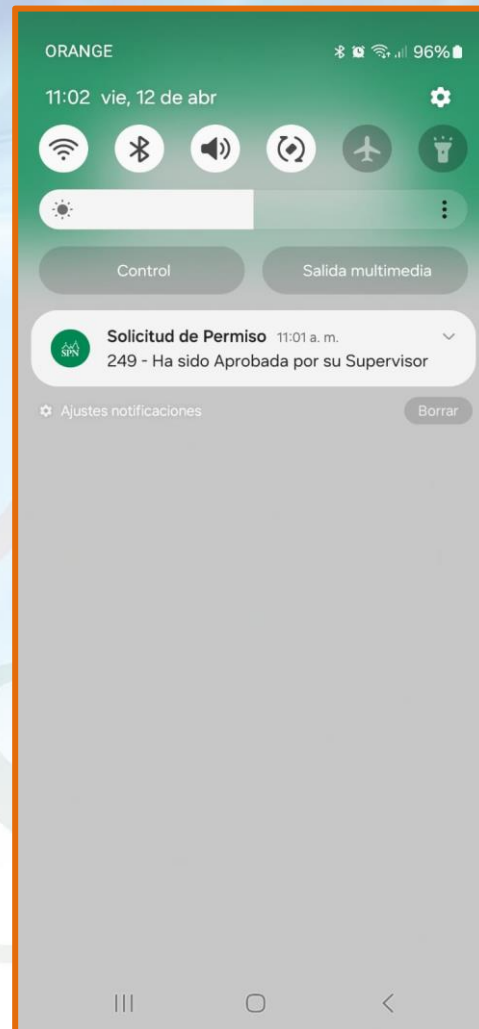 ORANGE 96%
11:02 vie, 12 de abr
Control Salida multimedia
Solicitud de Permiso 11:01 a. m.
SPN
249 - Ha sido Aprobada por su Supervisor
Ajustes notificaciones Borrar